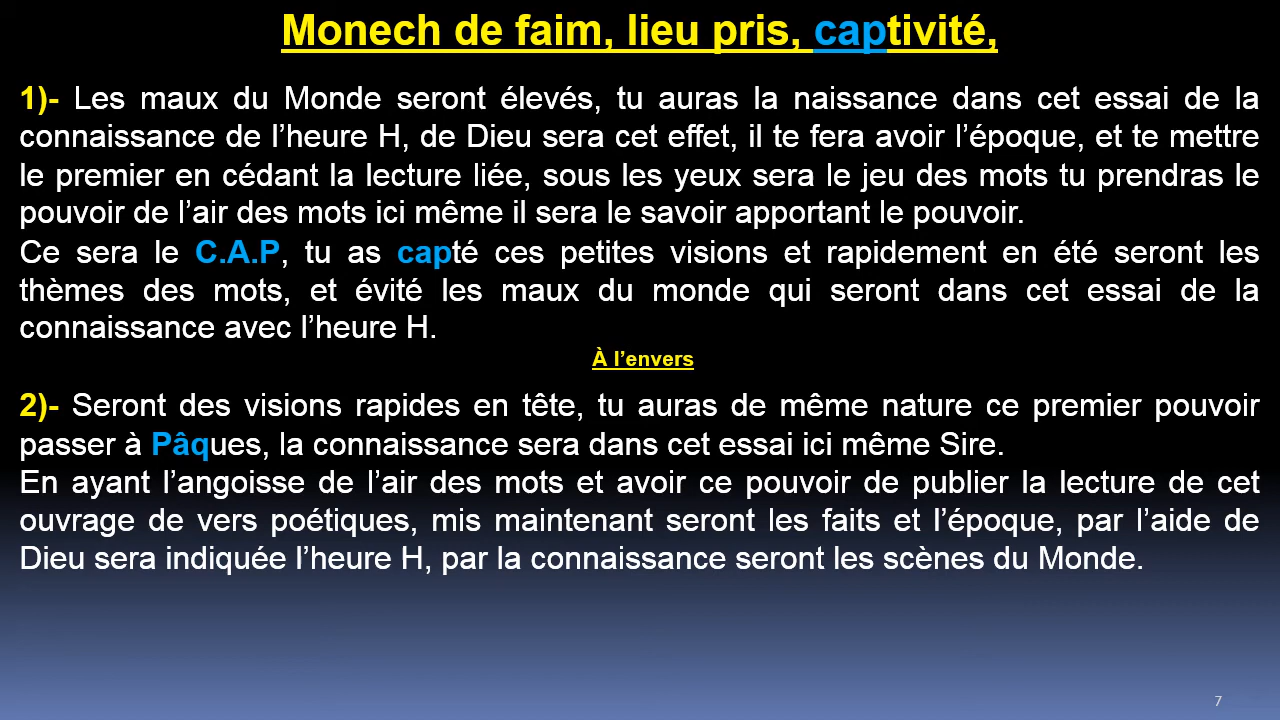 Monech de faim, lieu pris, captivité,
1)- Les maux du Monde seront élevés, tu auras la naissance dans cet essai de la
connaissance de l’heure H, de Dieu sera cet effet, il te fera avoir l’époque, et te mettre
le premier en cédant la lecture liée, sous les yeux sera le jeu des mots tu prendras le
pouvoir de l’air des mots ici même il sera le savoir apportant le pouvoir.
Ce sera le C.A.P, tu as capté ces petites visions et rapidement en été seront les
thèmes des mots, et évité les maux du monde qui seront dans cet essai de la
connaissance avec l’heure H.
À l’envers
2)- Seront des visions rapides en tête, tu auras de même nature ce premier pouvoir
passer à Pâques, la connaissance sera dans cet essai ici même Sire.
En ayant l’angoisse de l’air des mots et avoir ce pouvoir de publier la lecture de cet
ouvrage de vers poétiques, mis maintenant seront les faits et l’époque, par l’aide de
Dieu sera indiquée l’heure H, par la connaissance seront les scènes du Monde.
7